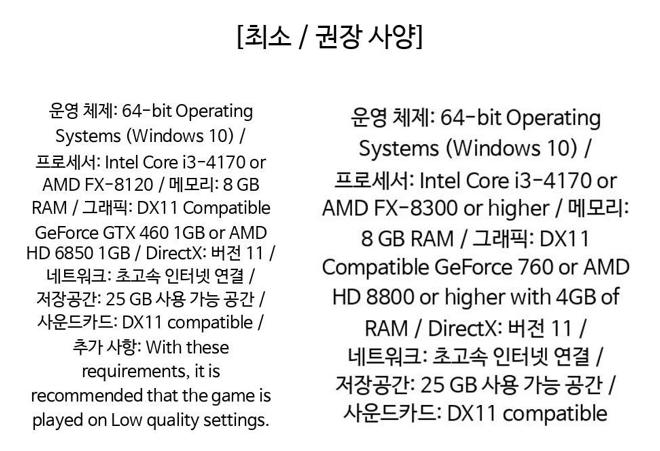 [최소 / 권장 사양]
운영 체제: 64-bit Operating
Systems (Windows 10) /
프로세서: Intel Core i3-4170 or
AMD FX-8120 / 메모리: 8 GB
RAM / 그래픽: DX11 Compatible
GeForce GTX 460 1GB or AMD
HD 6850 1GB / DirectX: 버전 11 /
네트워크: 초고속 인터넷 연결 /
저장공간: 25 GB 사용 가능 공간 /
사운드카드: DX11 compatible /
추가 사항: With these
requirements, it is
recommended that the game is
played on Low quality settings.
운영 체제: 64-bit Operating
Systems (Windows 10) /
프로세서: Intel Core i3-4170 or
AMD FX-8300 or higher / 메모리:
8 GB RAM / 그래픽: DX11
Compatible GeForce 760 or AMD
HD 8800 or higher with 4GB of
RAM / DirectX: 버전 11 /
네트워크: 초고속 인터넷 연결 /
저장공간: 25 GB 사용 가능 공간 /
사운드카드: DX11 compatible